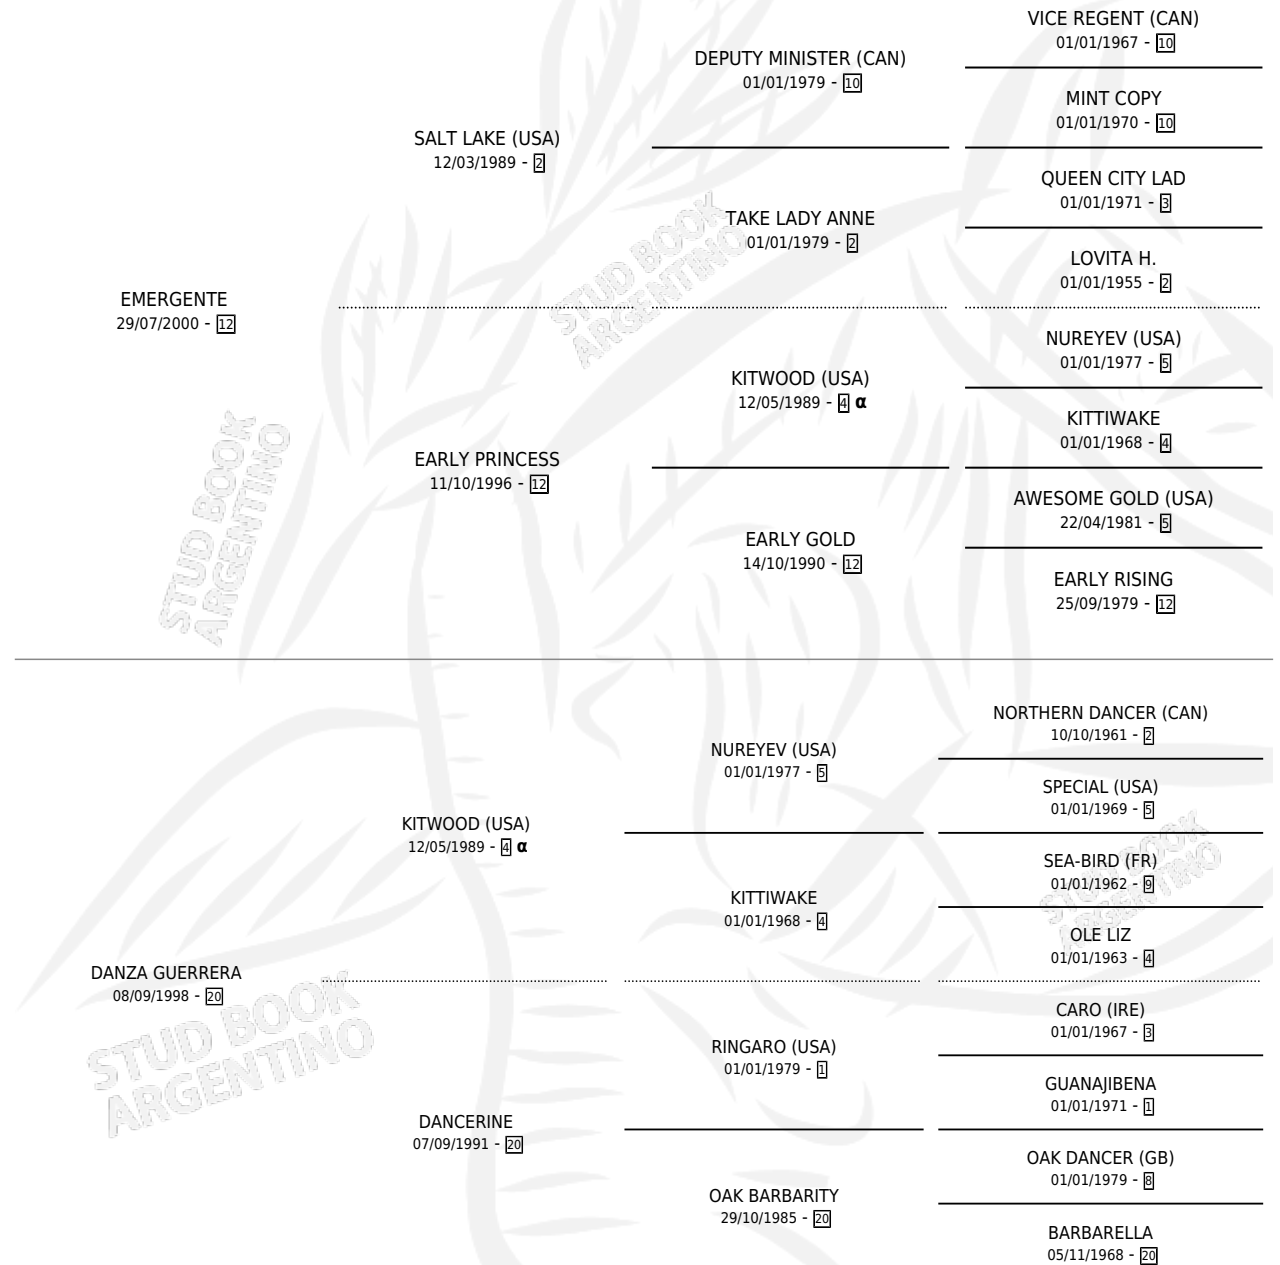 VICE REGENT (CAN)
01/01/1967 - 10
DEPUTY MINISTER (CAN)
01/01/1979 - 10
MINT COPY
01/01/1970 - 10
SALT LAKE (USA)
12/03/1989 - 2
QUEEN CITY LAD
01/01/1971 - 3
TAKE LADY ANNE
01/01/1979 - 2
LOVITA H.
01/01/1955 - 2
EMERGENTE
29/07/2000 - 12
NUREYEV (USA)
01/01/1977 - 5
KITWOOD (USA)
12/05/1989 - 4 α
KITTIWAKE
01/01/1968 - 4
EARLY PRINCESS
11/10/1996 - 12
AWESOME GOLD (USA)
22/04/1981 - 5
EARLY GOLD
14/10/1990 - 12
EARLY RISING
25/09/1979 - 12
NORTHERN DANCER (CAN)
10/10/1961 - 2
NUREYEV (USA)
01/01/1977 - 5
SPECIAL (USA)
01/01/1969 - 5
KITWOOD (USA)
12/05/1989 - 4 α
SEA-BIRD (FR)
01/01/1962 - 9
KITTIWAKE
01/01/1968 - 4
OLE LIZ
01/01/1963 - 4
DANZA GUERRERA
08/09/1998 - 20
CARO (IRE)
01/01/1967 - 3
RINGARO (USA)
01/01/1979 - 1
GUANAJIBENA
01/01/1971 - 1
DANCERINE
07/09/1991 - 20
OAK DANCER (GB)
01/01/1979 - 8
OAK BARBARITY
29/10/1985 - 20
BARBARELLA
05/11/1968 - 20
STUD BOOK
ARGENTINO
STUD BOOK
ARGENTINO
STUD BOOK
ARGENTINO
STUD BOOK
ARGENTINO